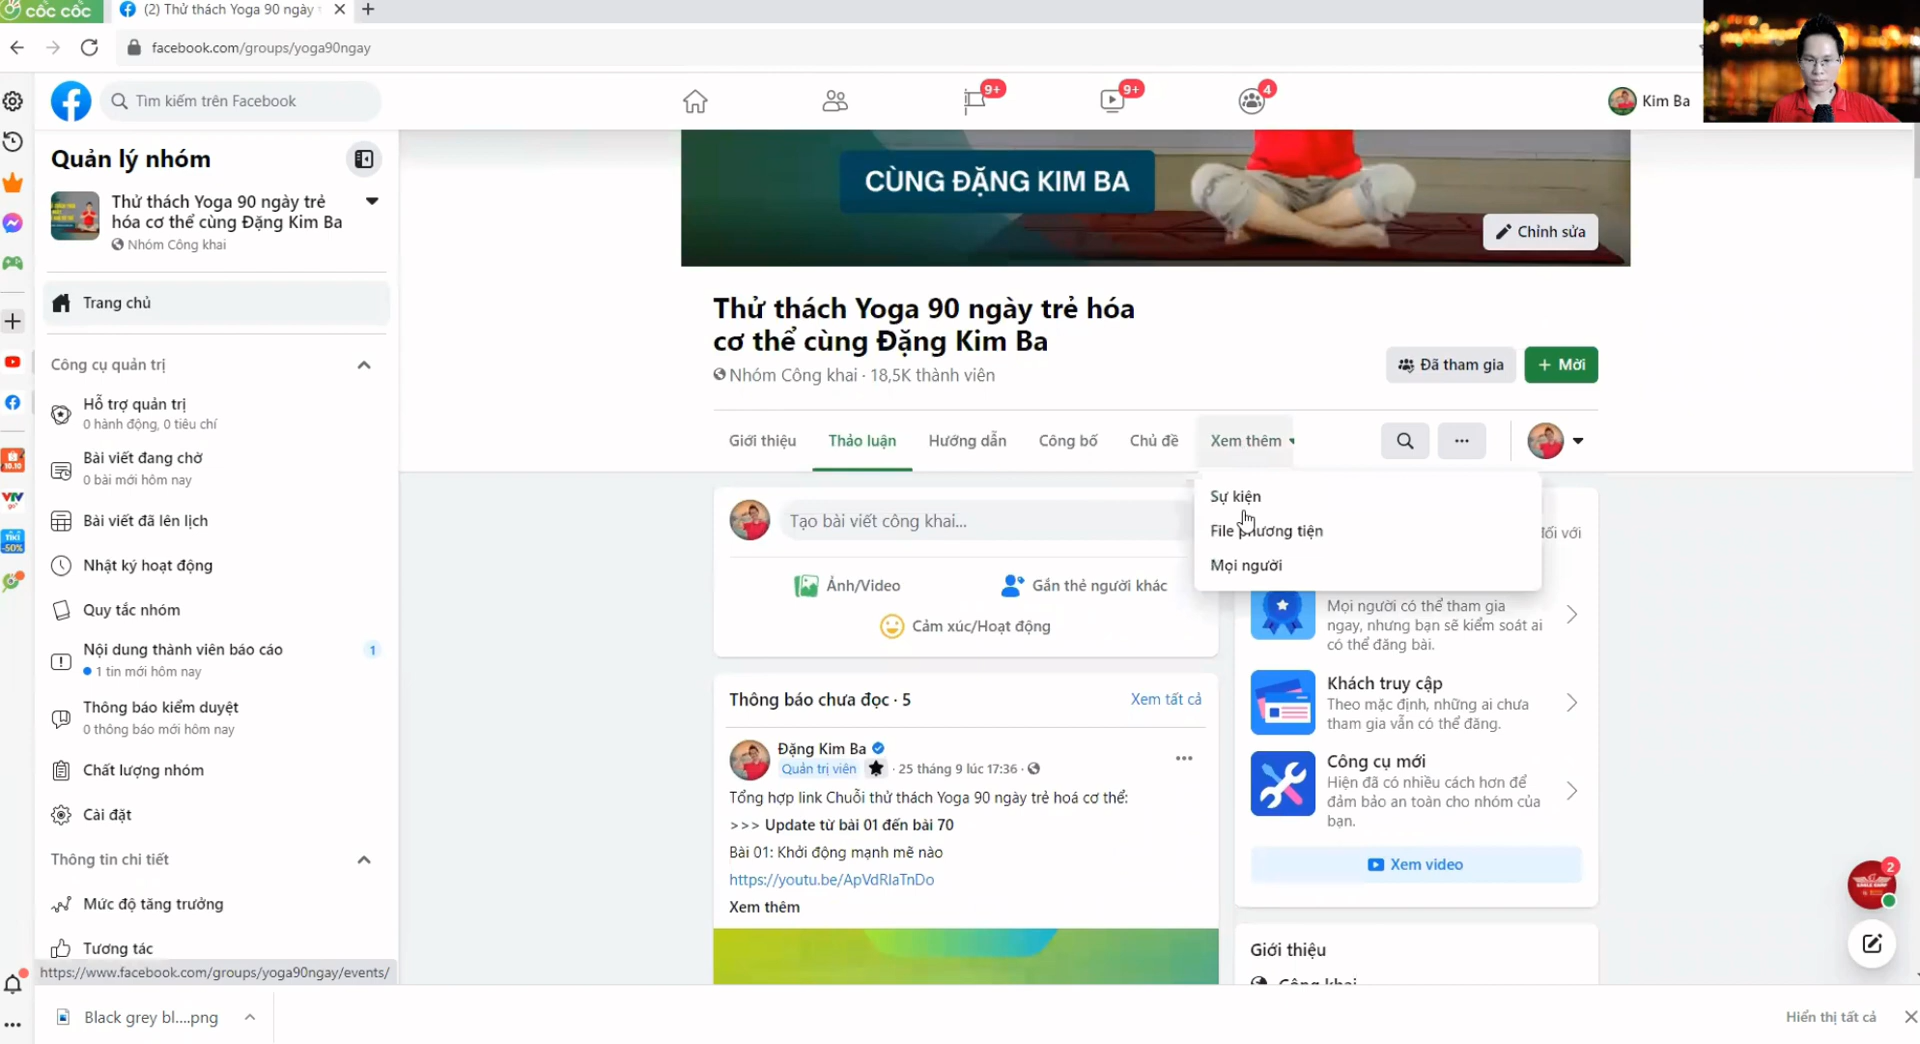 cốc cốc
(2) Thử thách Yoga 90 ngày
facebook.com/groups/yoga90ngay
Tìm kiếm trên Facebook
9+
9+
4
Kim Ba
Quản lý nhóm
Thử thách Yoga 90 ngày trẻ
hóa cơ thể cùng Đặng Kim Ba
Nhóm Công khai
Trang chủ
Công cụ quản trị
Hỗ trợ quản trị
0 hành động, 0 tiêu chí
Bài viết đang chờ
0 bài mới hôm nay
Bài viết đã lên lịch
Nhật ký hoạt động
Quy tắc nhóm
Nội dung thành viên báo cáo
1
1 tin mới hôm nay
Thông báo kiểm duyệt
0 thông báo mới hôm nay
Chất lượng nhóm
Cài đặt
Thông tin chi tiết
Mức độ tăng trưởng
Tương tác
https://www.facebook.com/groups/yoga90ngay/events/
CÙNG ĐẶNG KIM BA
Chỉnh sửa
Thử thách Yoga 90 ngày trẻ hóa
cơ thể cùng Đặng Kim Ba
Nhóm Công khai · 18,5K thành viên
Đã tham gia
+ Mời
Giới thiệu
Thảo luận
Hướng dẫn
Công bố
Chủ đề
Xem thêm
Sự kiện
File phương tiện
Mọi người
Tạo bài viết công khai...
Ảnh/Video
Gắn thẻ người khác
Cảm xúc/Hoạt động
Thông báo chưa đọc · 5
Xem tất cả
Đặng Kim Ba
Quản trị viên
· 25 tháng 9 lúc 17:36 ·
Tổng hợp link Chuỗi thử thách Yoga 90 ngày trẻ hoá cơ thể:
>>> Update từ bài 01 đến bài 70
Bài 01: Khởi động mạnh mẽ nào
https://youtu.be/ApVdRIaTnDo
Xem thêm
đối với
Mọi người có thể tham gia
ngay, nhưng bạn sẽ kiểm soát ai
có thể đăng bài.
Khách truy cập
Theo mặc định, những ai chưa
tham gia vẫn có thể đăng.
Công cụ mới
Hiện đã có nhiều cách hơn để
đảm bảo an toàn cho nhóm của
bạn.
Xem video
Giới thiệu
Công khai
2
10.10
VTV
go
TIKI
-50%
Black grey bl....png
Hiển thị tất cả